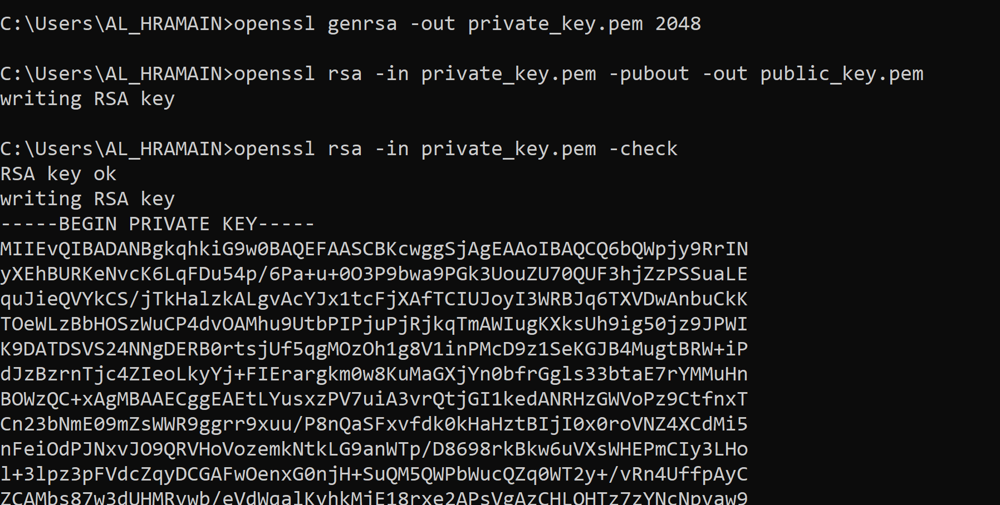 C:\Users\AL_HRAMAIN>openssl genrsa -out private_key.pem 2048
C:\Users\AL_HRAMAIN>openssl rsa -in private_key.pem -pubout -out public_key.pem
writing RSA key
C:\Users\AL_HRAMAIN>openssl rsa -in private_key.pem -check
RSA key ok
writing RSA key
-----BEGIN PRIVATE KEY-----
MIIEvQIBADANBgkqhkiG9w0BAQEFAASCBKcwggSjAgEAAoIBAQCQ6bQWpjy9RrIN
yXEhBURKeNvcK6LqFDu54p/6Pa+u+0O3P9bwa9PGk3UouZU70QUF3hjZzPSSuaLE
quJieQVYkCS/jTkHalzkALgvAcYJx1tcFjXAfTCIUJoyI3WRBJq6TXVDwAnbuCkK
TOeWLzBbHOSzWuCP4dvOAMhu9UtbPIPjuPjRjkqTmAWIugKXksUh9ig50jz9JPWI
K9DATDSVS24NNgDERB0rtsjUf5qgMOzOh1g8V1inPMcD9z1SeKGJB4MugtBRW+iP
dJzBzrnTjc4ZIeoLkyYj+FIErargkm0w8KuMaGXjYn0bfrGgls33btaE7rYMMuHn
BOWzQC+xAgMBAAECggEAEtLYusxzPV7uiA3vrQtjGI1kedANRHzGWVoPz9CtfnxT
Cn23bNmE09mZsWWR9ggrr9xuu/P8nQaSFxvfdk0kHaHztBIjI0x0roVNZ4XCdMi5
nFeiOdPJNxvJO9QRVHoVozemkNtkLG9anWTp/D8698rkBkw6uVXsWHEPmCIy3LHo
l+3lpz3pFVdcZqyDCGAFwOenxG0njH+SuQM5QWPbWucQZq0WT2y+/vRn4UffpAyC
ZCAMbs87w3dUHMRvwb/eVdWqalKyhkMjE18rxe2APsVgAzCHLQHTz7zYNcNpyaw9